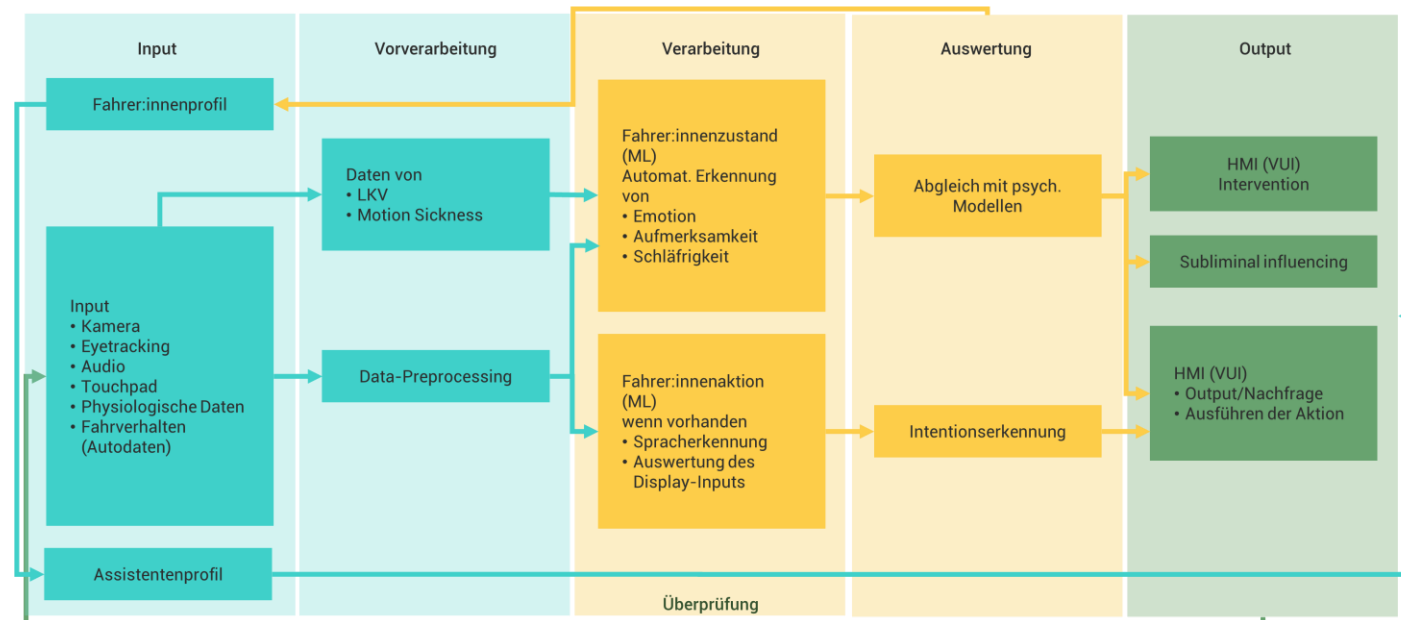 Input
Vorverarbeitung
Verarbeitung
Auswertung
Output
Fahrer:innenprofil
Input
• Kamera
• Eyetracking
• Audio
• Touchpad
• Physiologische Daten
• Fahrverhalten
(Autodaten)
Assistentenprofil
Daten von
• LKV
• Motion Sickness
Data-Preprocessing
Fahrer:innenzustand
(ML)
Automat. Erkennung
von
• Emotion
• Aufmerksamkeit
• Schläfrigkeit
Fahrer:innenaktion
(ML)
wenn vorhanden
• Spracherkennung
• Auswertung des
Display-Inputs
Abgleich mit psych.
Modellen
Intentionserkennung
HMI (VUI)
Intervention
Subliminal influencing
HMI (VUI)
• Output/Nachfrage
• Ausführen der Aktion
Überprüfung